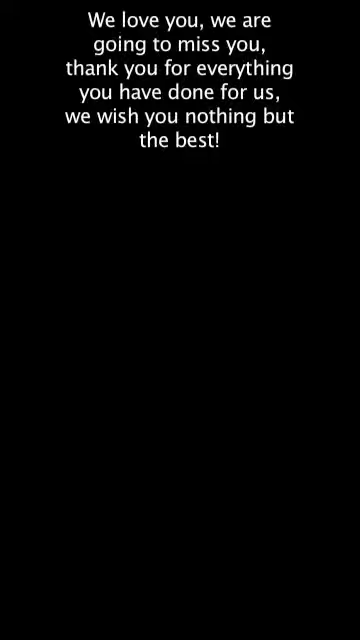 We love you, we are
going to miss you,
thank you for everything
you have done for us,
we wish you nothing but
the best!